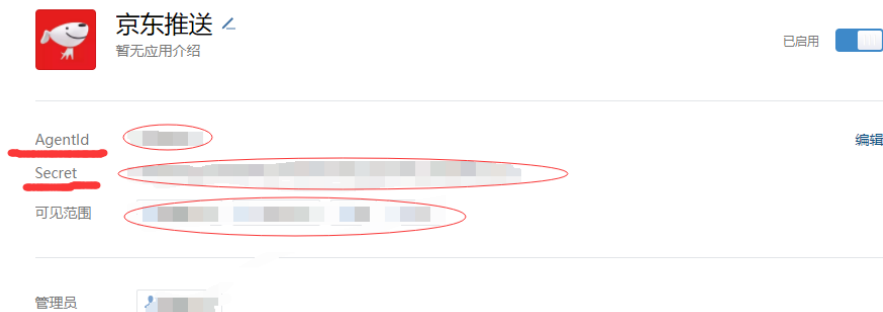 京东推送
暂无应用介绍
已启用
AgentId
编辑
Secret
可见范围
管理员